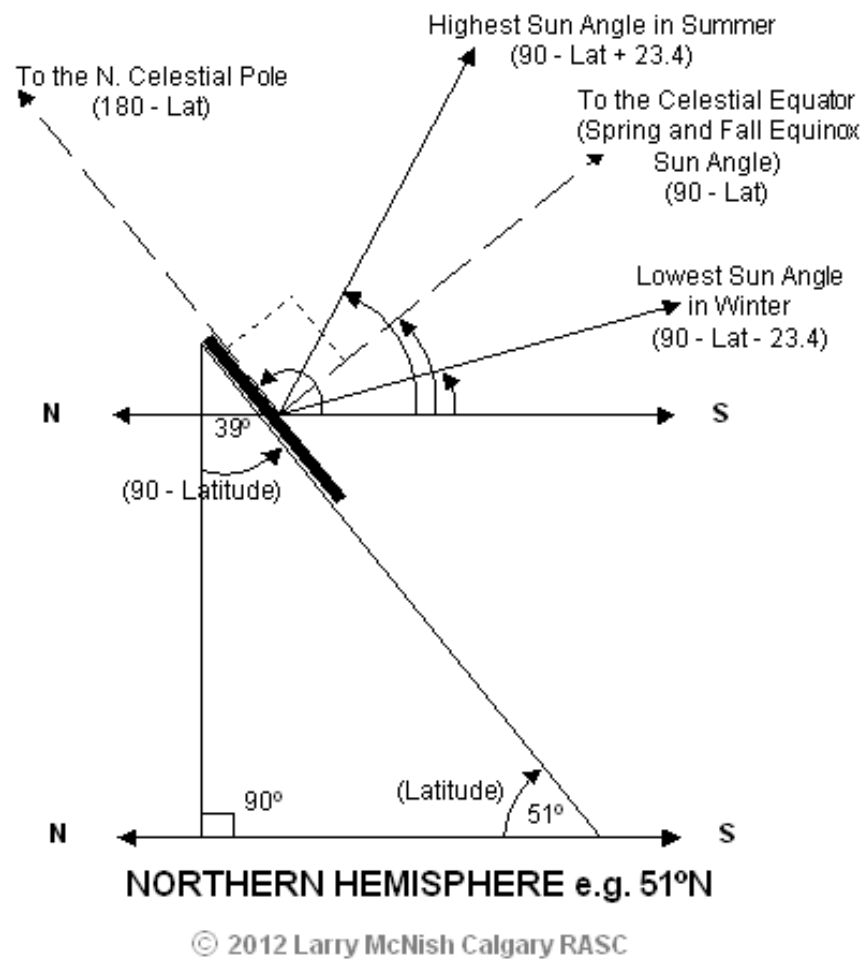 Highest Sun Angle in Summer
(90 - Lat + 23.4)
To the N. Celestial Pole
(180 - Lat)
To the Celestial Equator
(Spring and Fall Equinox
Sun Angle)
(90 - Lat)
Lowest Sun Angle
in Winter
(90 - Lat - 23.4)
N
S
39º
(90 - Latitude)
90º
(Latitude)
51º
N
S
NORTHERN HEMISPHERE e.g. 51ºN
© 2012 Larry McNish Calgary RASC